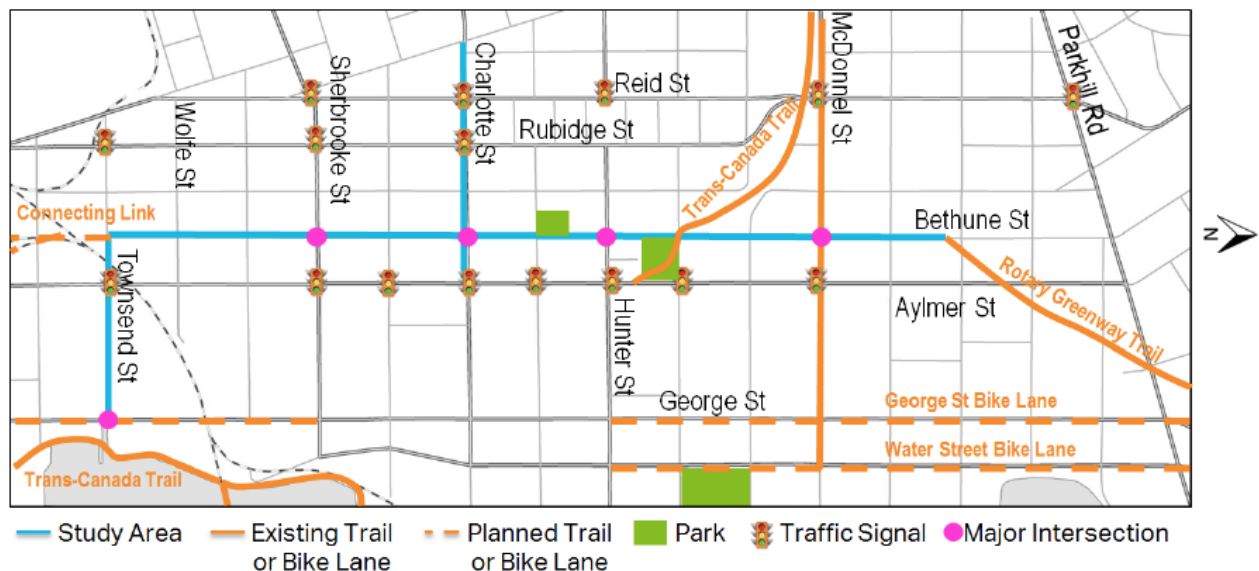 Sherbrooke St
Charlotte St
McDonnel St
Parkhill Rd
Reid St
Wolfe St
Rubidge St
Trans-Canada Trail
Connecting Link
Bethune St
N
Townsend St
Rotary Greenway Trail
Aylmer St
Hunter St
George St
George St Bike Lane
Water Street Bike Lane
Trans-Canada Trail
Study Area
Existing Trail
or Bike Lane
Planned Trail
or Bike Lane
Park
Traffic Signal
Major Intersection